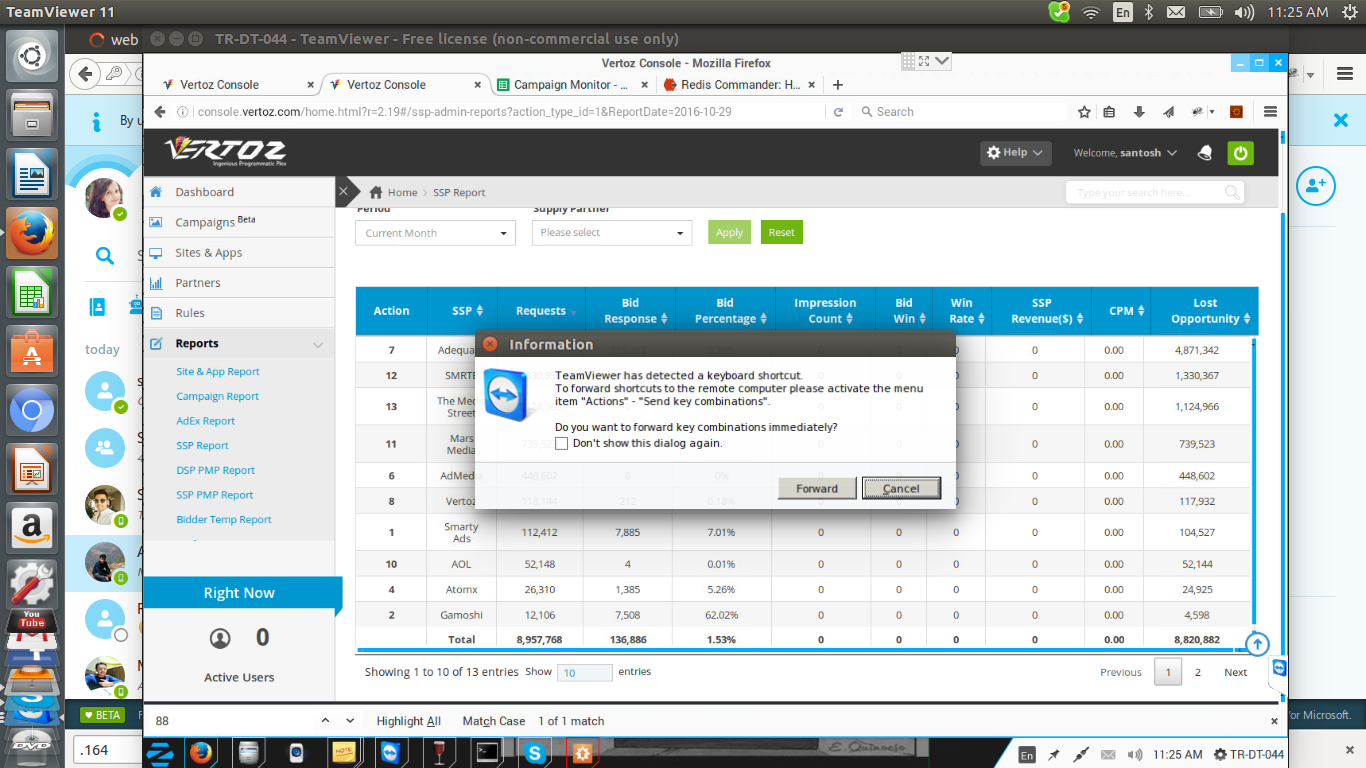 TeamViewer 11
En
11:25 AM
web
TR-DT-044 - TeamViewer - Free license (non-commercial use only)
Vertoz Console - Mozilla Firefox
Vertoz Console × Vertoz Console × Campaign Monitor - ... × Redis Commander: H... × +
console.vertoz.com/home.html?r=2.19#/ssp-admin-reports?action_type_id=1&ReportDate=2016-10-29
Search
By u
VERTOZ
Ingenious Programmatic Plex
Help
Welcome, santosh
Dashboard
Campaigns Beta
Sites & Apps
Partners
Rules
Reports
Site & App Report
Campaign Report
AdEx Report
SSP Report
DSP PMP Report
SSP PMP Report
Bidder Temp Report
Right Now
0
Active Users
today
Home > SSP Report
Type your search here...
Period
Supply Partner
Current Month
Please select
Apply
Reset
Action SSP Requests Bid Response Bid Percentage Impression Count Bid Win Win Rate SSP Revenue($) CPM Lost Opportunity
7 Adequa 0 0.00 4,871,342
12 SMRT 0 0.00 1,330,367
13 The Med Street 0 0.00 1,124,966
11 Mars Media 739,52 0 0.00 739,523
6 AdMedia 448,602 0 0% 0 0 0 0 0.00 448,602
8 Vertoz 118,144 212 0.18% 0 0 0 0 0.00 117,932
1 Smarty Ads 112,412 7,885 7.01% 0 0 0 0 0.00 104,527
10 AOL 52,148 4 0.01% 0 0 0 0 0.00 52,144
4 Atomx 26,310 1,385 5.26% 0 0 0 0 0.00 24,925
2 Gamoshi 12,106 7,508 62.02% 0 0 0 0 0.00 4,598
Total 8,957,768 136,886 1.53% 0 0 0 0 0.00 8,820,882
Information
TeamViewer has detected a keyboard shortcut.
To forward shortcuts to the remote computer please activate the menu
item "Actions" - "Send key combinations".
Do you want to forward key combinations immediately?
Don't show this dialog again.
Forward
Cancel
Showing 1 to 10 of 13 entries Show 10 entries
Previous 1 2 Next
88 Highlight All Match Case 1 of 1 match
BETA
or Microsoft.
.164
E. Quinocio
En
11:25 AM
TR-DT-044